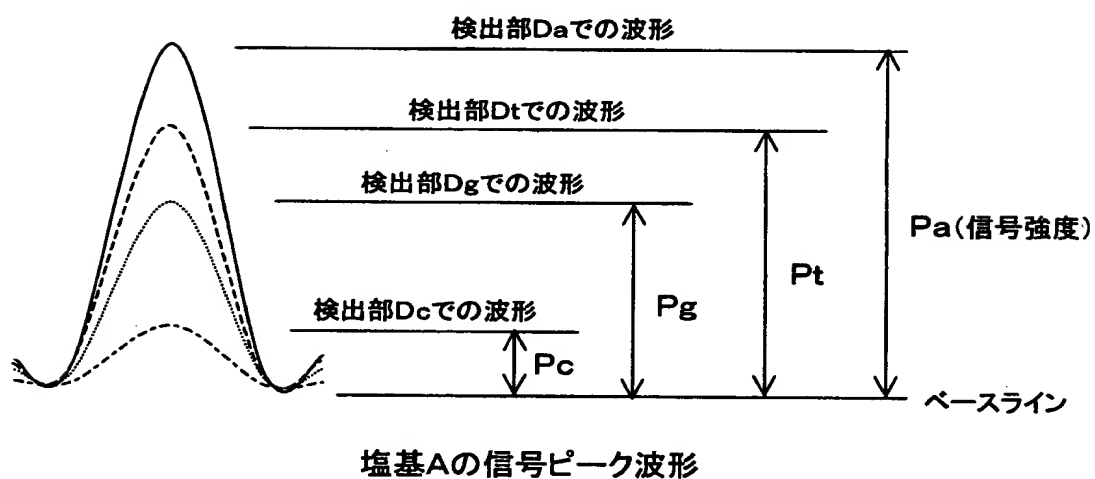 検出部Daでの波形
検出部Dtでの波形
検出部Dgでの波形
Pa(信号強度)
Pt
Pg
検出部Dcでの波形
Pc
ベースライン
塩基Aの信号ピーク波形